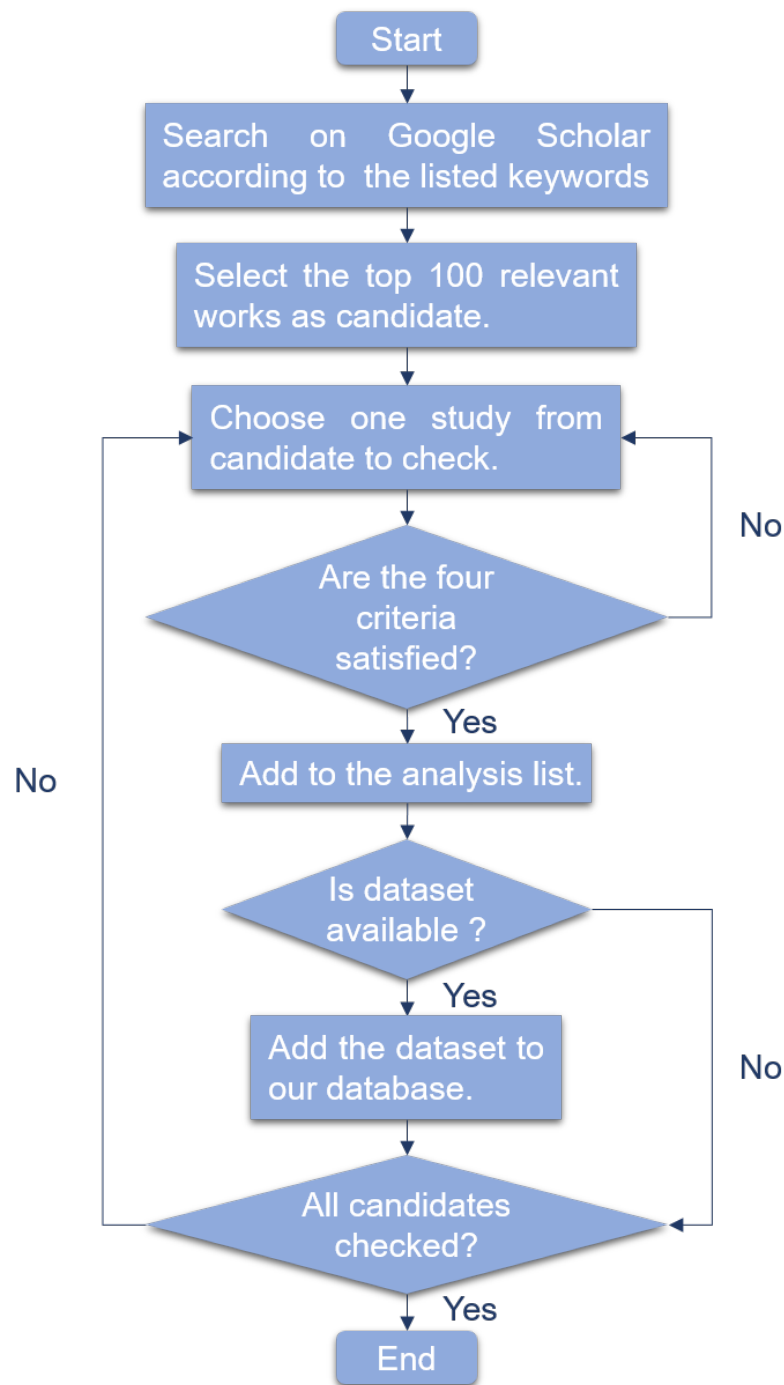 Start
Search on Google Scholar
according to the listed keywords
Select the top 100 relevant
works as candidate.
Choose one study from
candidate to check.
No
Are the four
criteria
satisfied?
Yes
No
Add to the analysis list.
Is dataset
available ?
Yes
Add the dataset to
our database.
No
All candidates
checked?
Yes
End